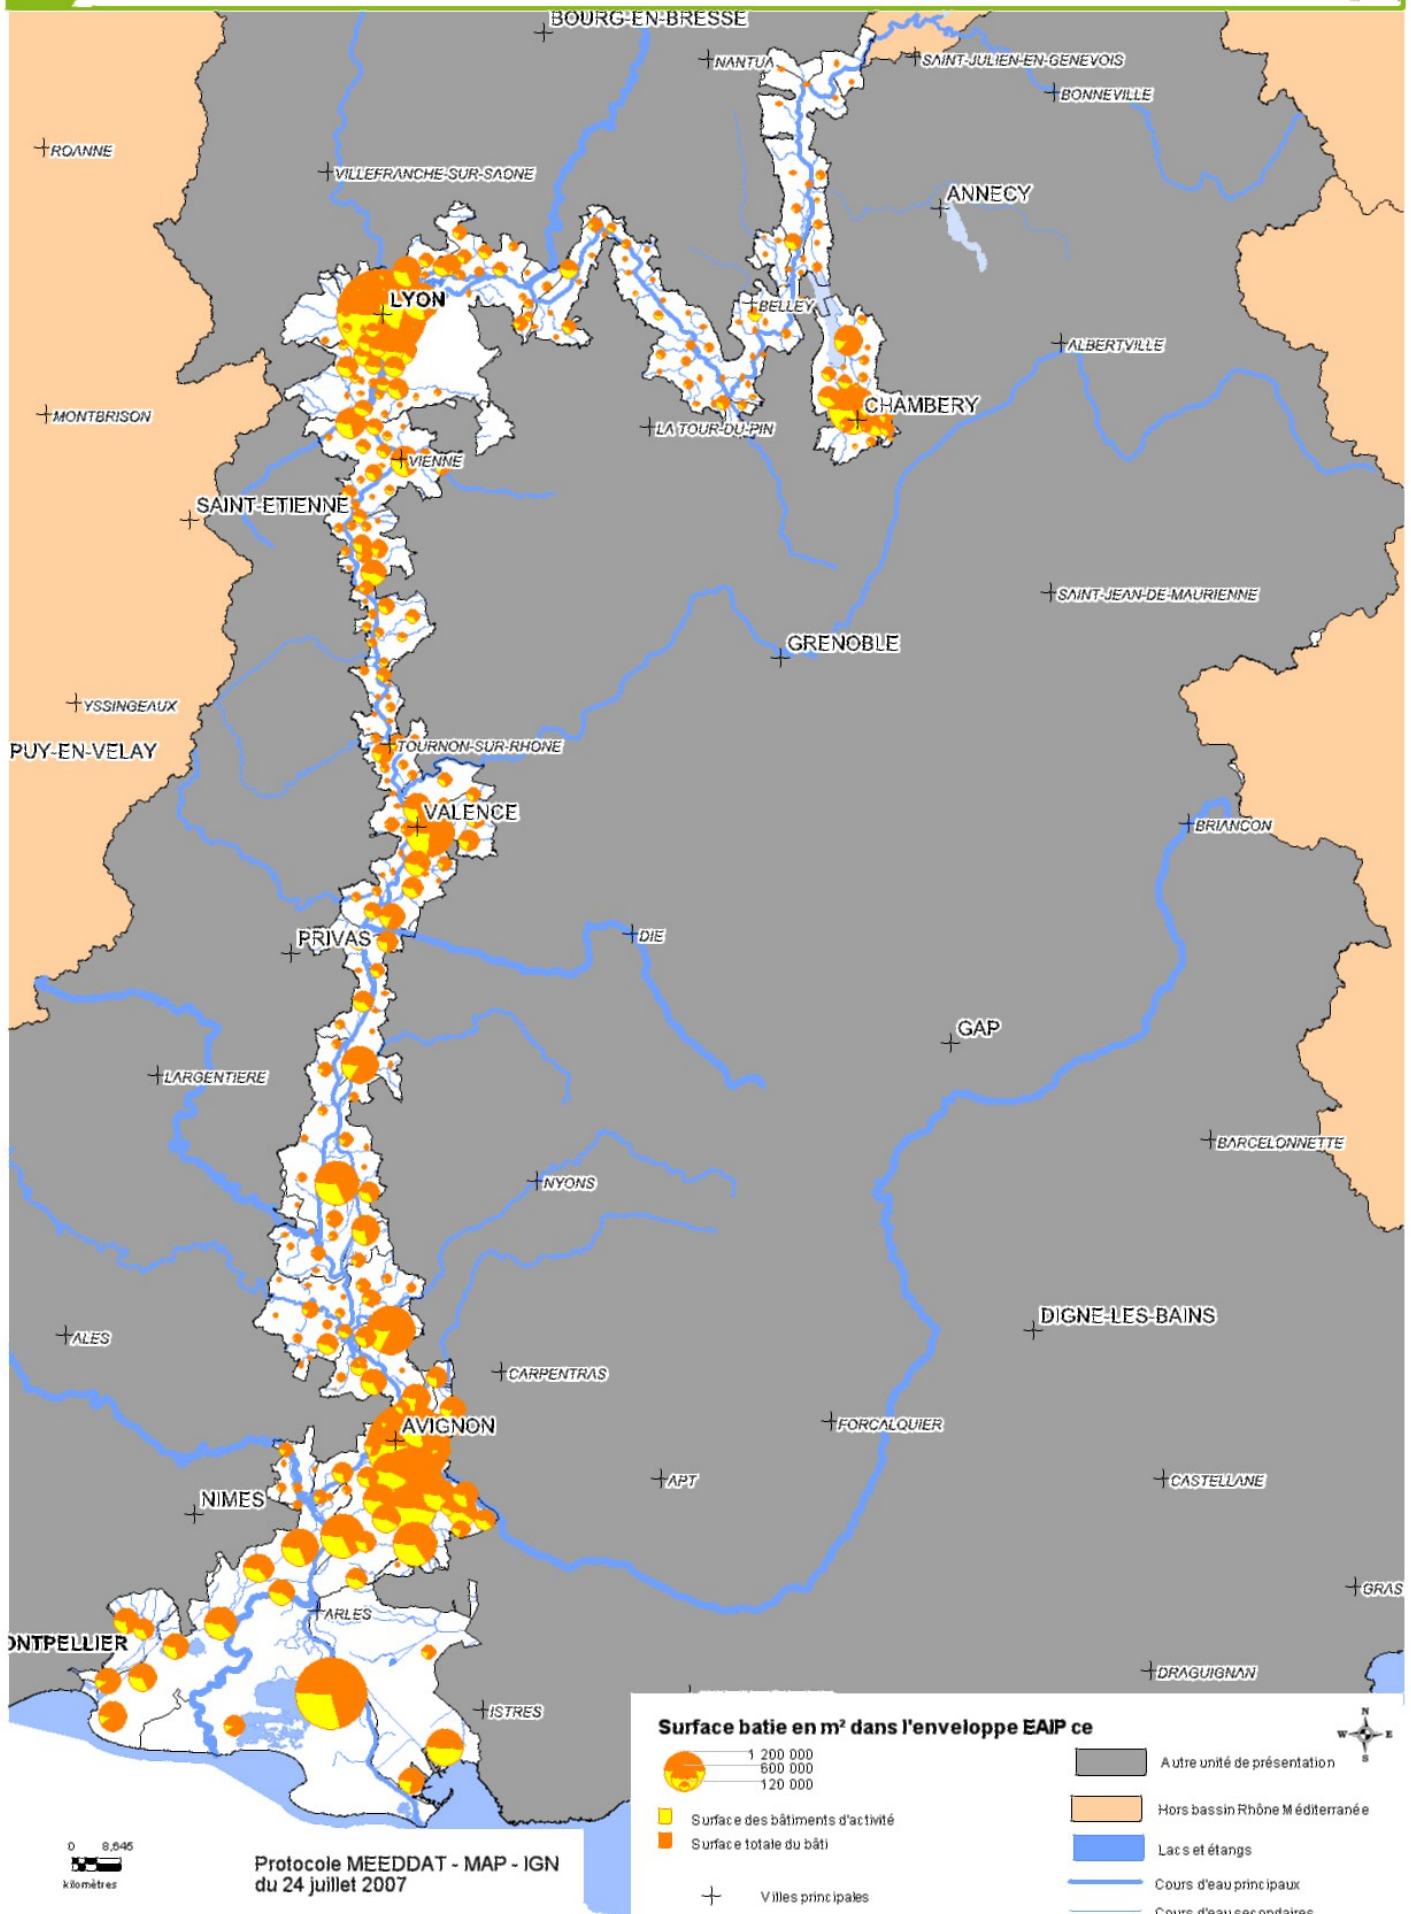 BOURG-EN-BRESSE
NANTUA
SAINT-JULIEN-EN-GENEVOIS
BONNEVILLE
ROANNE
VILLEFRANCHE-SUR-SAONE
ANNECY
LYON
BELLEY
ALBERTVILLE
MONTBRISON
CHAMBERY
LA TOUR-DU-PIN
VIENNE
SAINT-ETIENNE
SAINT-JEAN-DE-MAURIENNE
GRENOBLE
YSSINGEAUX
PUY-EN-VELAY
TOURNON-SUR-RHONE
VALENCE
BRIANCON
PRIVAS
DIE
GAP
LARGENTIERE
BARCELONNETTE
NYONS
DIGNE-LES-BAINS
ALES
CARPENTRAS
AVIGNON
FORCALQUIER
APT
CASTELLANE
NIMES
GRAS
ARLES
ONTPELLIER
DRAGUIGNAN
ISTRES
Surface batie en m² dans l'enveloppe EAIP ce
N
W E
S
1 200 000
600 000
120 000
Surface des bâtiments d'activité
Surface totale du bâti
Villes principales
Autre unité de présentation
Hors bassin Rhône Méditerranée
Lacs et étangs
Cours d'eau principaux
Cours d'eau secondaires
0 8,645
kilomètres
Protocole MEEDDAT - MAP - IGN
du 24 juillet 2007